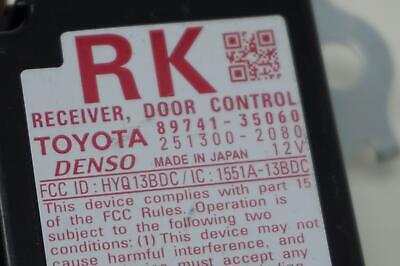 RK
RECEIVER, DOOR CONTROL
TOYOTA 89741-35060
251300-2080
DENSO MADE IN JAPAN 12V
FCC ID : HYQ13BDC / IC : 1551A-13BDC
This device complies with part 15
of the FCC Rules. Operation is
subject to the following two
conditions: (1) This device may not
cause harmful interference, and